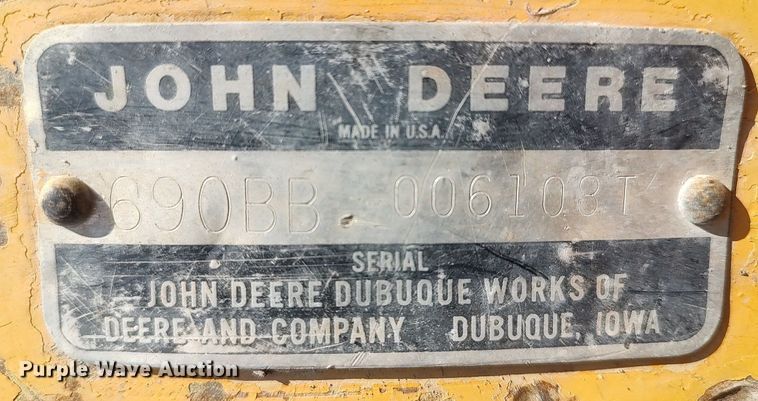 JOHN DEERE
MADE IN U.S.A.
690BB 006108T
SERIAL
JOHN DEERE DUBUQUE WORKS OF
DEERE AND COMPANY DUBUQUE, IOWA
Purple Wave Auction